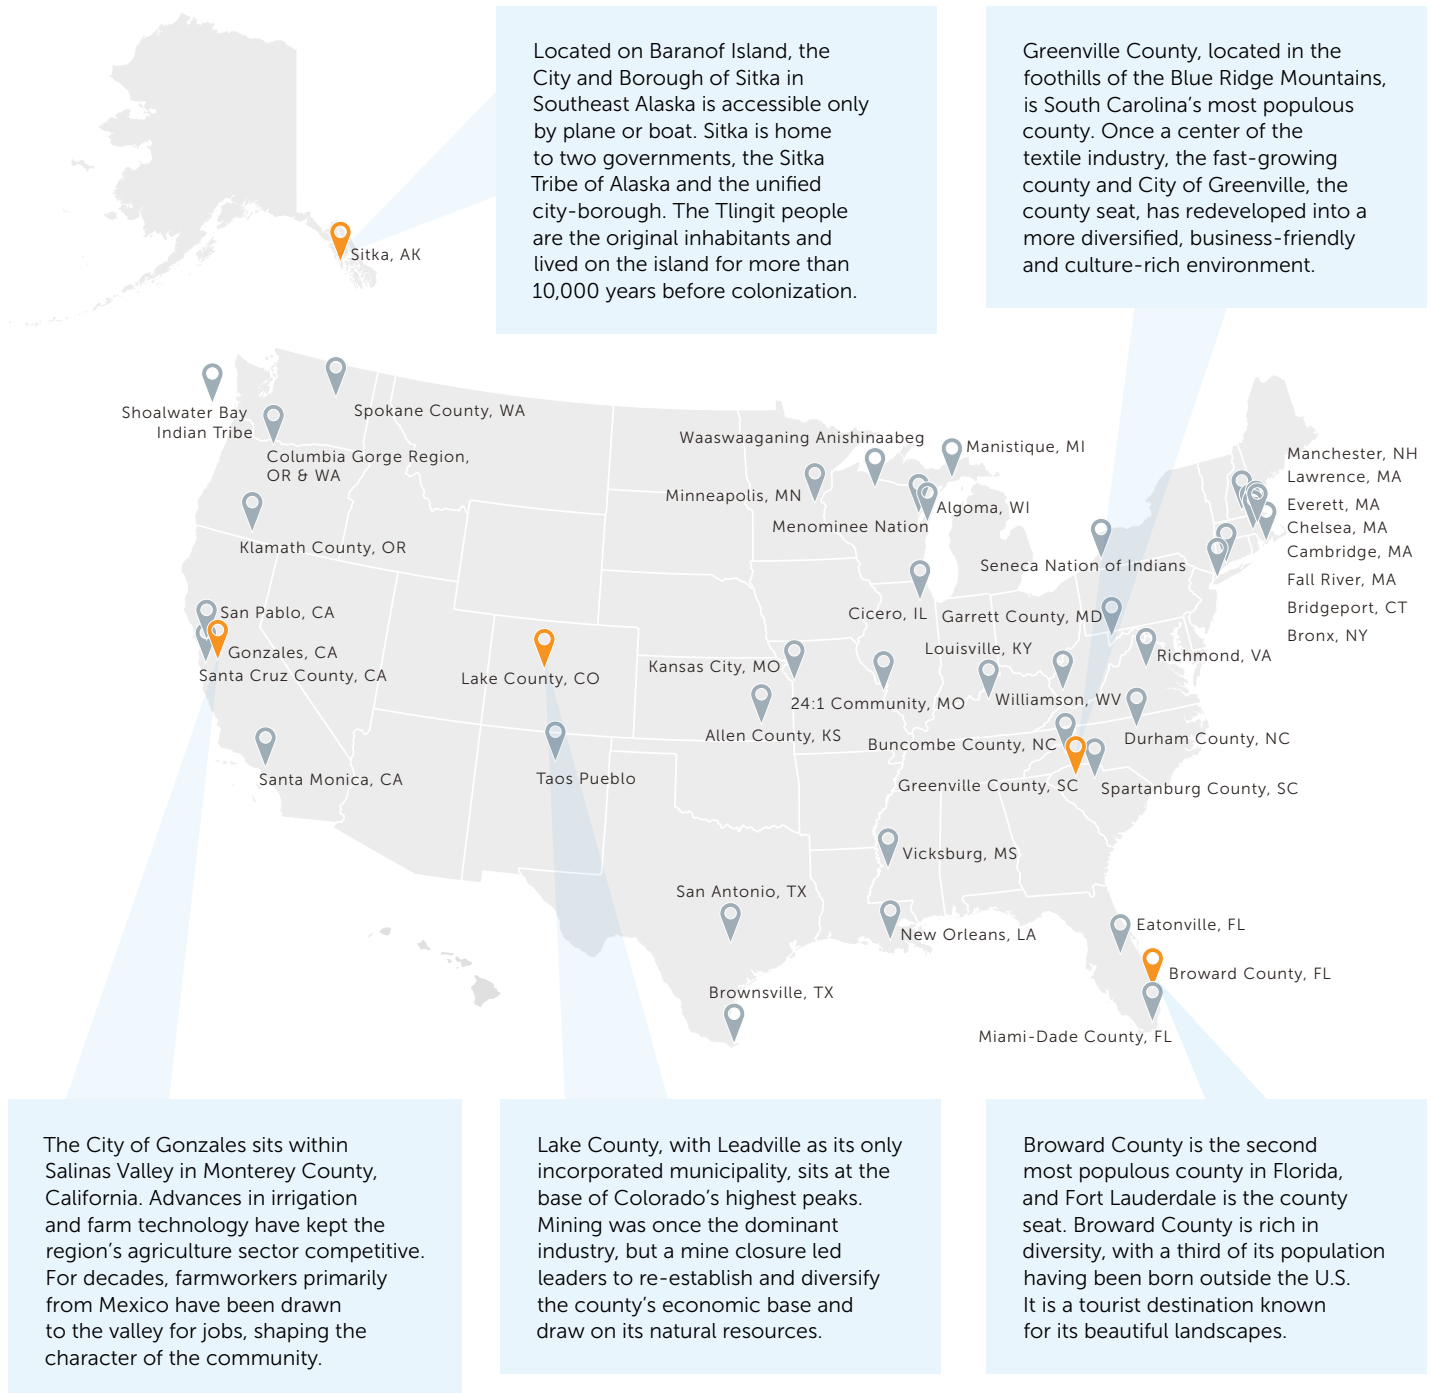 Located on Baranof Island, the
City and Borough of Sitka in
Southeast Alaska is accessible only
by plane or boat. Sitka is home
to two governments, the Sitka
Tribe of Alaska and the unified
city-borough. The Tlingit people
are the original inhabitants and
lived on the island for more than
10,000 years before colonization.
Greenville County, located in the
foothills of the Blue Ridge Mountains,
is South Carolina’s most populous
county. Once a center of the
textile industry, the fast-growing
county and City of Greenville, the
county seat, has redeveloped into a
more diversified, business-friendly
and culture-rich environment.
Sitka, AK
Shoalwater Bay
Indian Tribe
Spokane County, WA
Columbia Gorge Region,
OR & WA
Klamath County, OR
Waaswaaganing Anishinaabeg
Manistique, MI
Minneapolis, MN
Algoma, WI
Menominee Nation
Manchester, NH
Lawrence, MA
Everett, MA
Chelsea, MA
Cambridge, MA
Fall River, MA
Bridgeport, CT
Bronx, NY
Seneca Nation of Indians
San Pablo, CA
Gonzales, CA
Santa Cruz County, CA
Santa Monica, CA
Lake County, CO
Taos Pueblo
Cicero, IL
Garrett County, MD
Louisville, KY
Richmond, VA
Kansas City, MO
24:1 Community, MO
Williamson, WV
Allen County, KS
Buncombe County, NC
Durham County, NC
Greenville County, SC
Spartanburg County, SC
Vicksburg, MS
San Antonio, TX
New Orleans, LA
Eatonville, FL
Broward County, FL
Brownsville, TX
Miami-Dade County, FL
The City of Gonzales sits within
Salinas Valley in Monterey County,
California. Advances in irrigation
and farm technology have kept the
region’s agriculture sector competitive.
For decades, farmworkers primarily
from Mexico have been drawn
to the valley for jobs, shaping the
character of the community.
Lake County, with Leadville as its only
incorporated municipality, sits at the
base of Colorado’s highest peaks.
Mining was once the dominant
industry, but a mine closure led
leaders to re-establish and diversify
the county’s economic base and
draw on its natural resources.
Broward County is the second
most populous county in Florida,
and Fort Lauderdale is the county
seat. Broward County is rich in
diversity, with a third of its population
having been born outside the U.S.
It is a tourist destination known
for its beautiful landscapes.